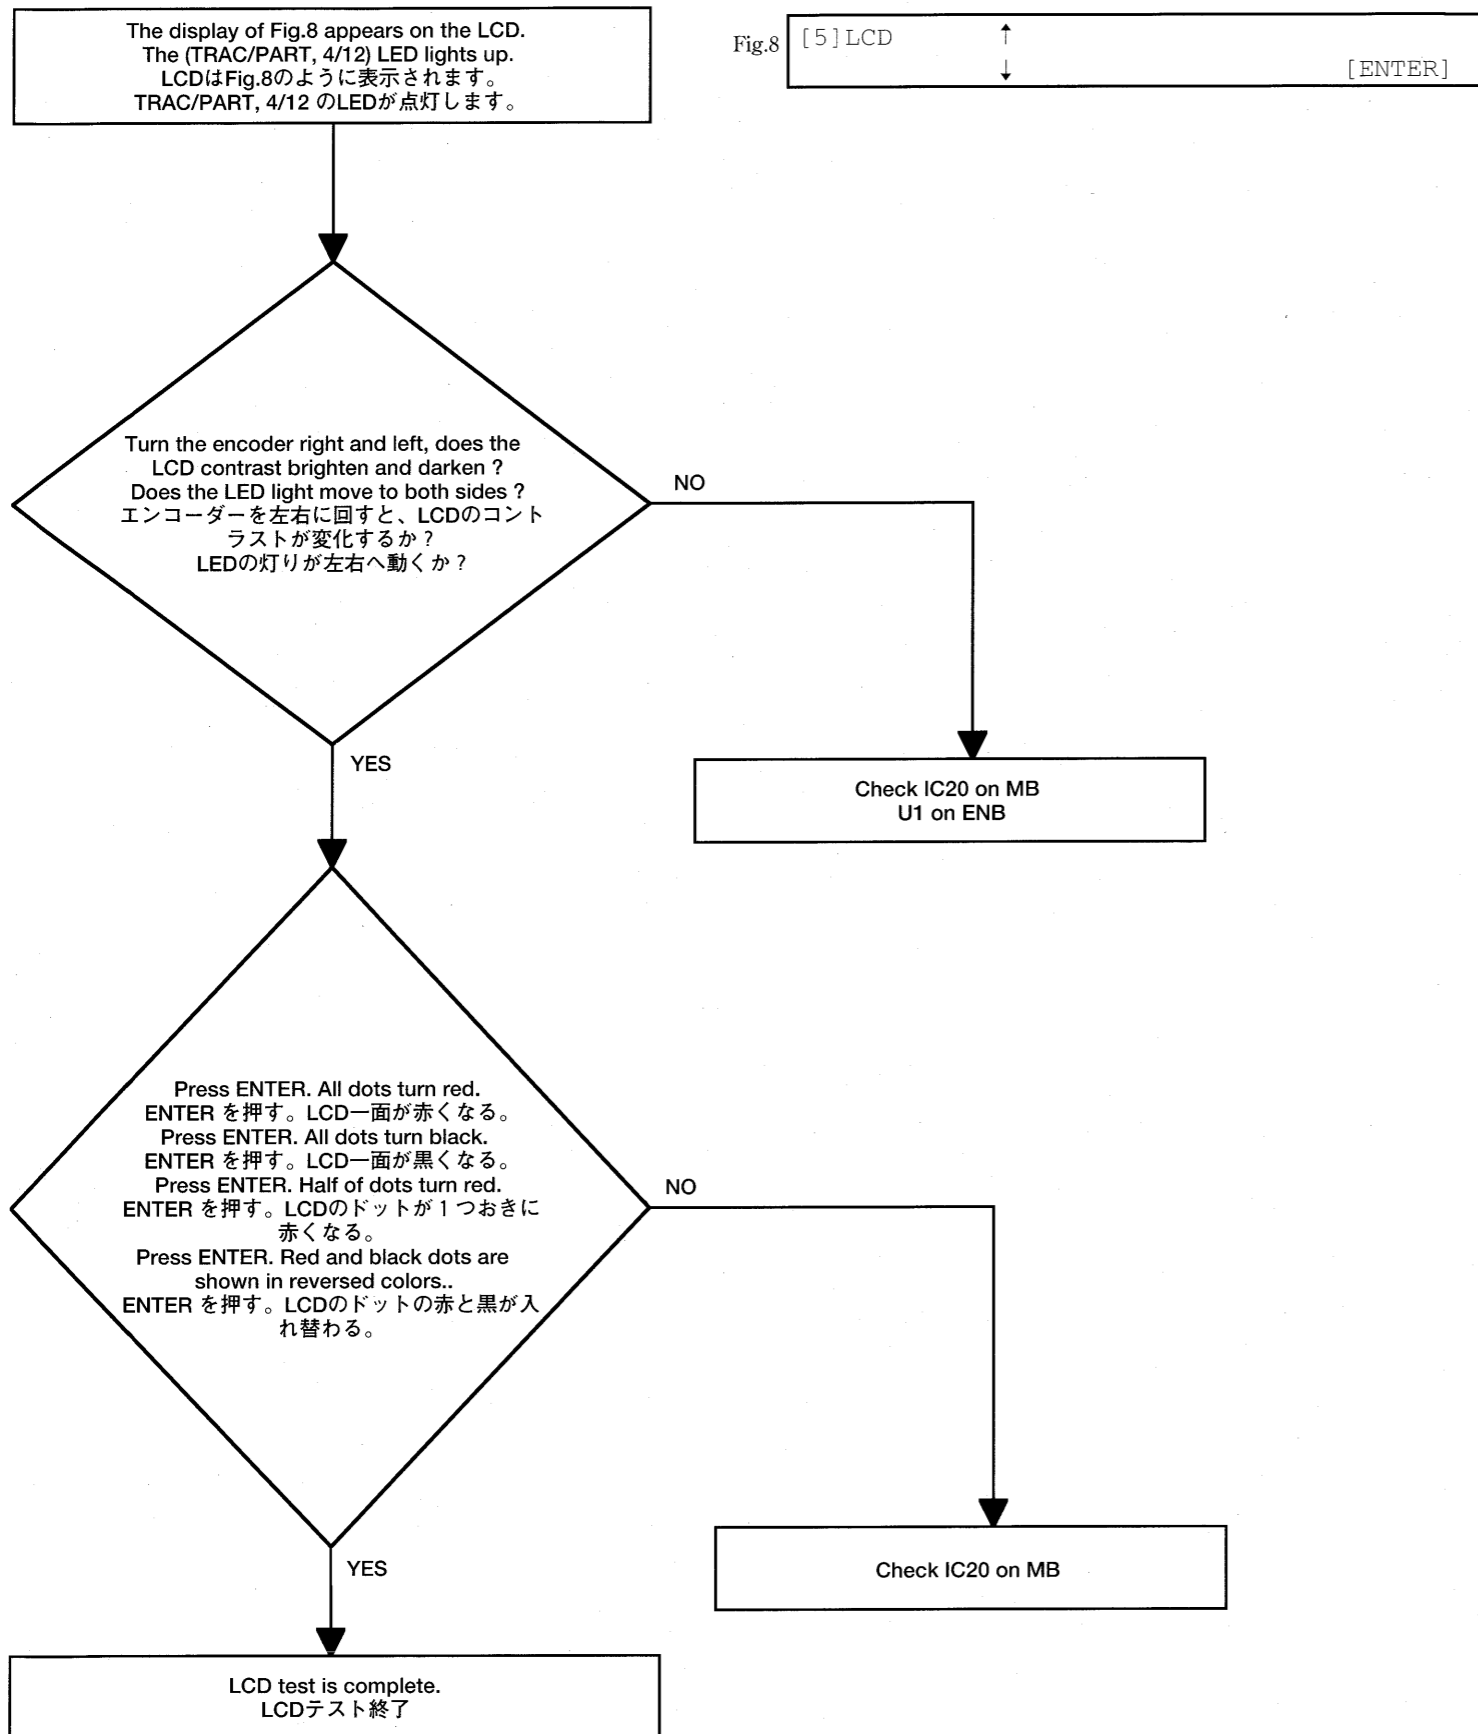 The display of Fig.8 appears on the LCD.
The (TRAC/PART, 4/12) LED lights up.
LCDはFig.8のように表示されます。
TRAC/PART, 4/12 のLEDが点灯します。
Fig.8
[5]LCD ↑
↓ [ENTER]
Turn the encoder right and left, does the
LCD contrast brighten and darken ?
Does the LED light move to both sides ?
エンコーダーを左右に回すと、LCDのコント
ラストが変化するか？
LEDの灯りが左右へ動くか？
NO
YES
Check IC20 on MB
U1 on ENB
Press ENTER. All dots turn red.
ENTER を押す。LCD一面が赤くなる。
Press ENTER. All dots turn black.
ENTER を押す。LCD一面が黒くなる。
Press ENTER. Half of dots turn red.
ENTER を押す。LCDのドットが１つおきに
赤くなる。
Press ENTER. Red and black dots are
shown in reversed colors..
ENTER を押す。LCDのドットの赤と黒が入
れ替わる。
NO
YES
Check IC20 on MB
LCD test is complete.
LCDテスト終了